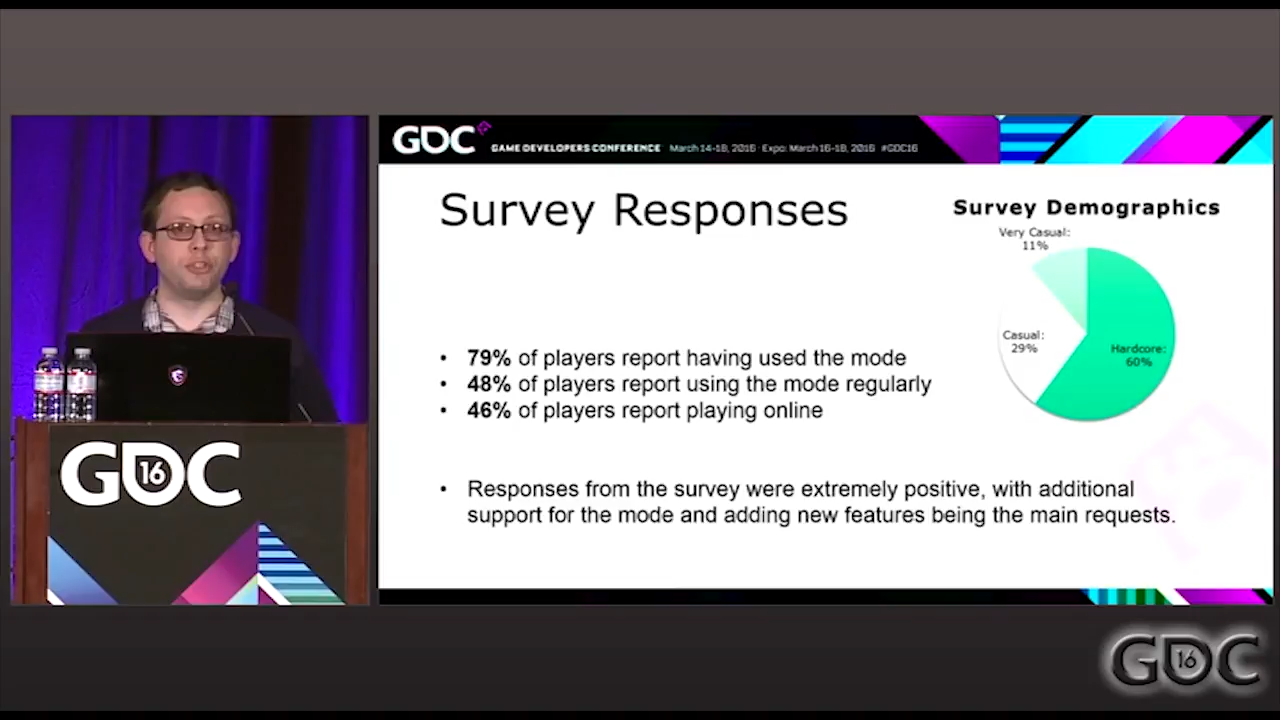 GDC
GAME DEVELOPERS CONFERENCE March 14-18, 2016 · Expo: March 16-18, 2016 #GDC16
Survey Responses
Survey Demographics
Very Casual:
11%
Casual:
29%
Hardcore:
60%
• 79% of players report having used the mode
• 48% of players report using the mode regularly
• 46% of players report playing online
• Responses from the survey were extremely positive, with additional
support for the mode and adding new features being the main requests.
GDC
16
GDC
16